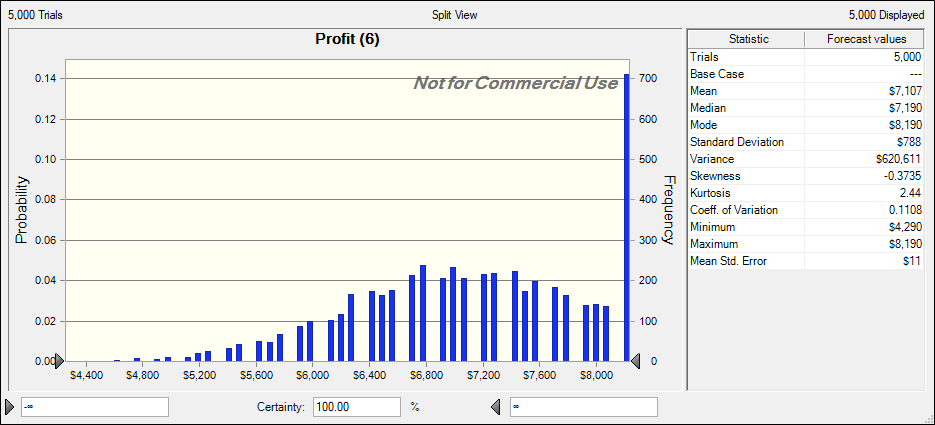 5,000 Trials Split View 5,000 Displayed
Profit (6)
Not for Commercial Use
Probability
0.14
0.12
0.10
0.08
0.06
0.04
0.02
0.00
700
600
500
400
300
200
100
0
Frequency
$4,400 $4,800 $5,200 $5,600 $6,000 $6,400 $6,800 $7,200 $7,600 $8,000
Statistic Forecast values
Trials 5,000
Base Case ---
Mean $7,107
Median $7,190
Mode $8,190
Standard Deviation $788
Variance $620,611
Skewness -0.3735
Kurtosis 2.44
Coeff. of Variation 0.1108
Minimum $4,290
Maximum $8,190
Mean Std. Error $11
-∞ Certainty: 100.00 % ∞